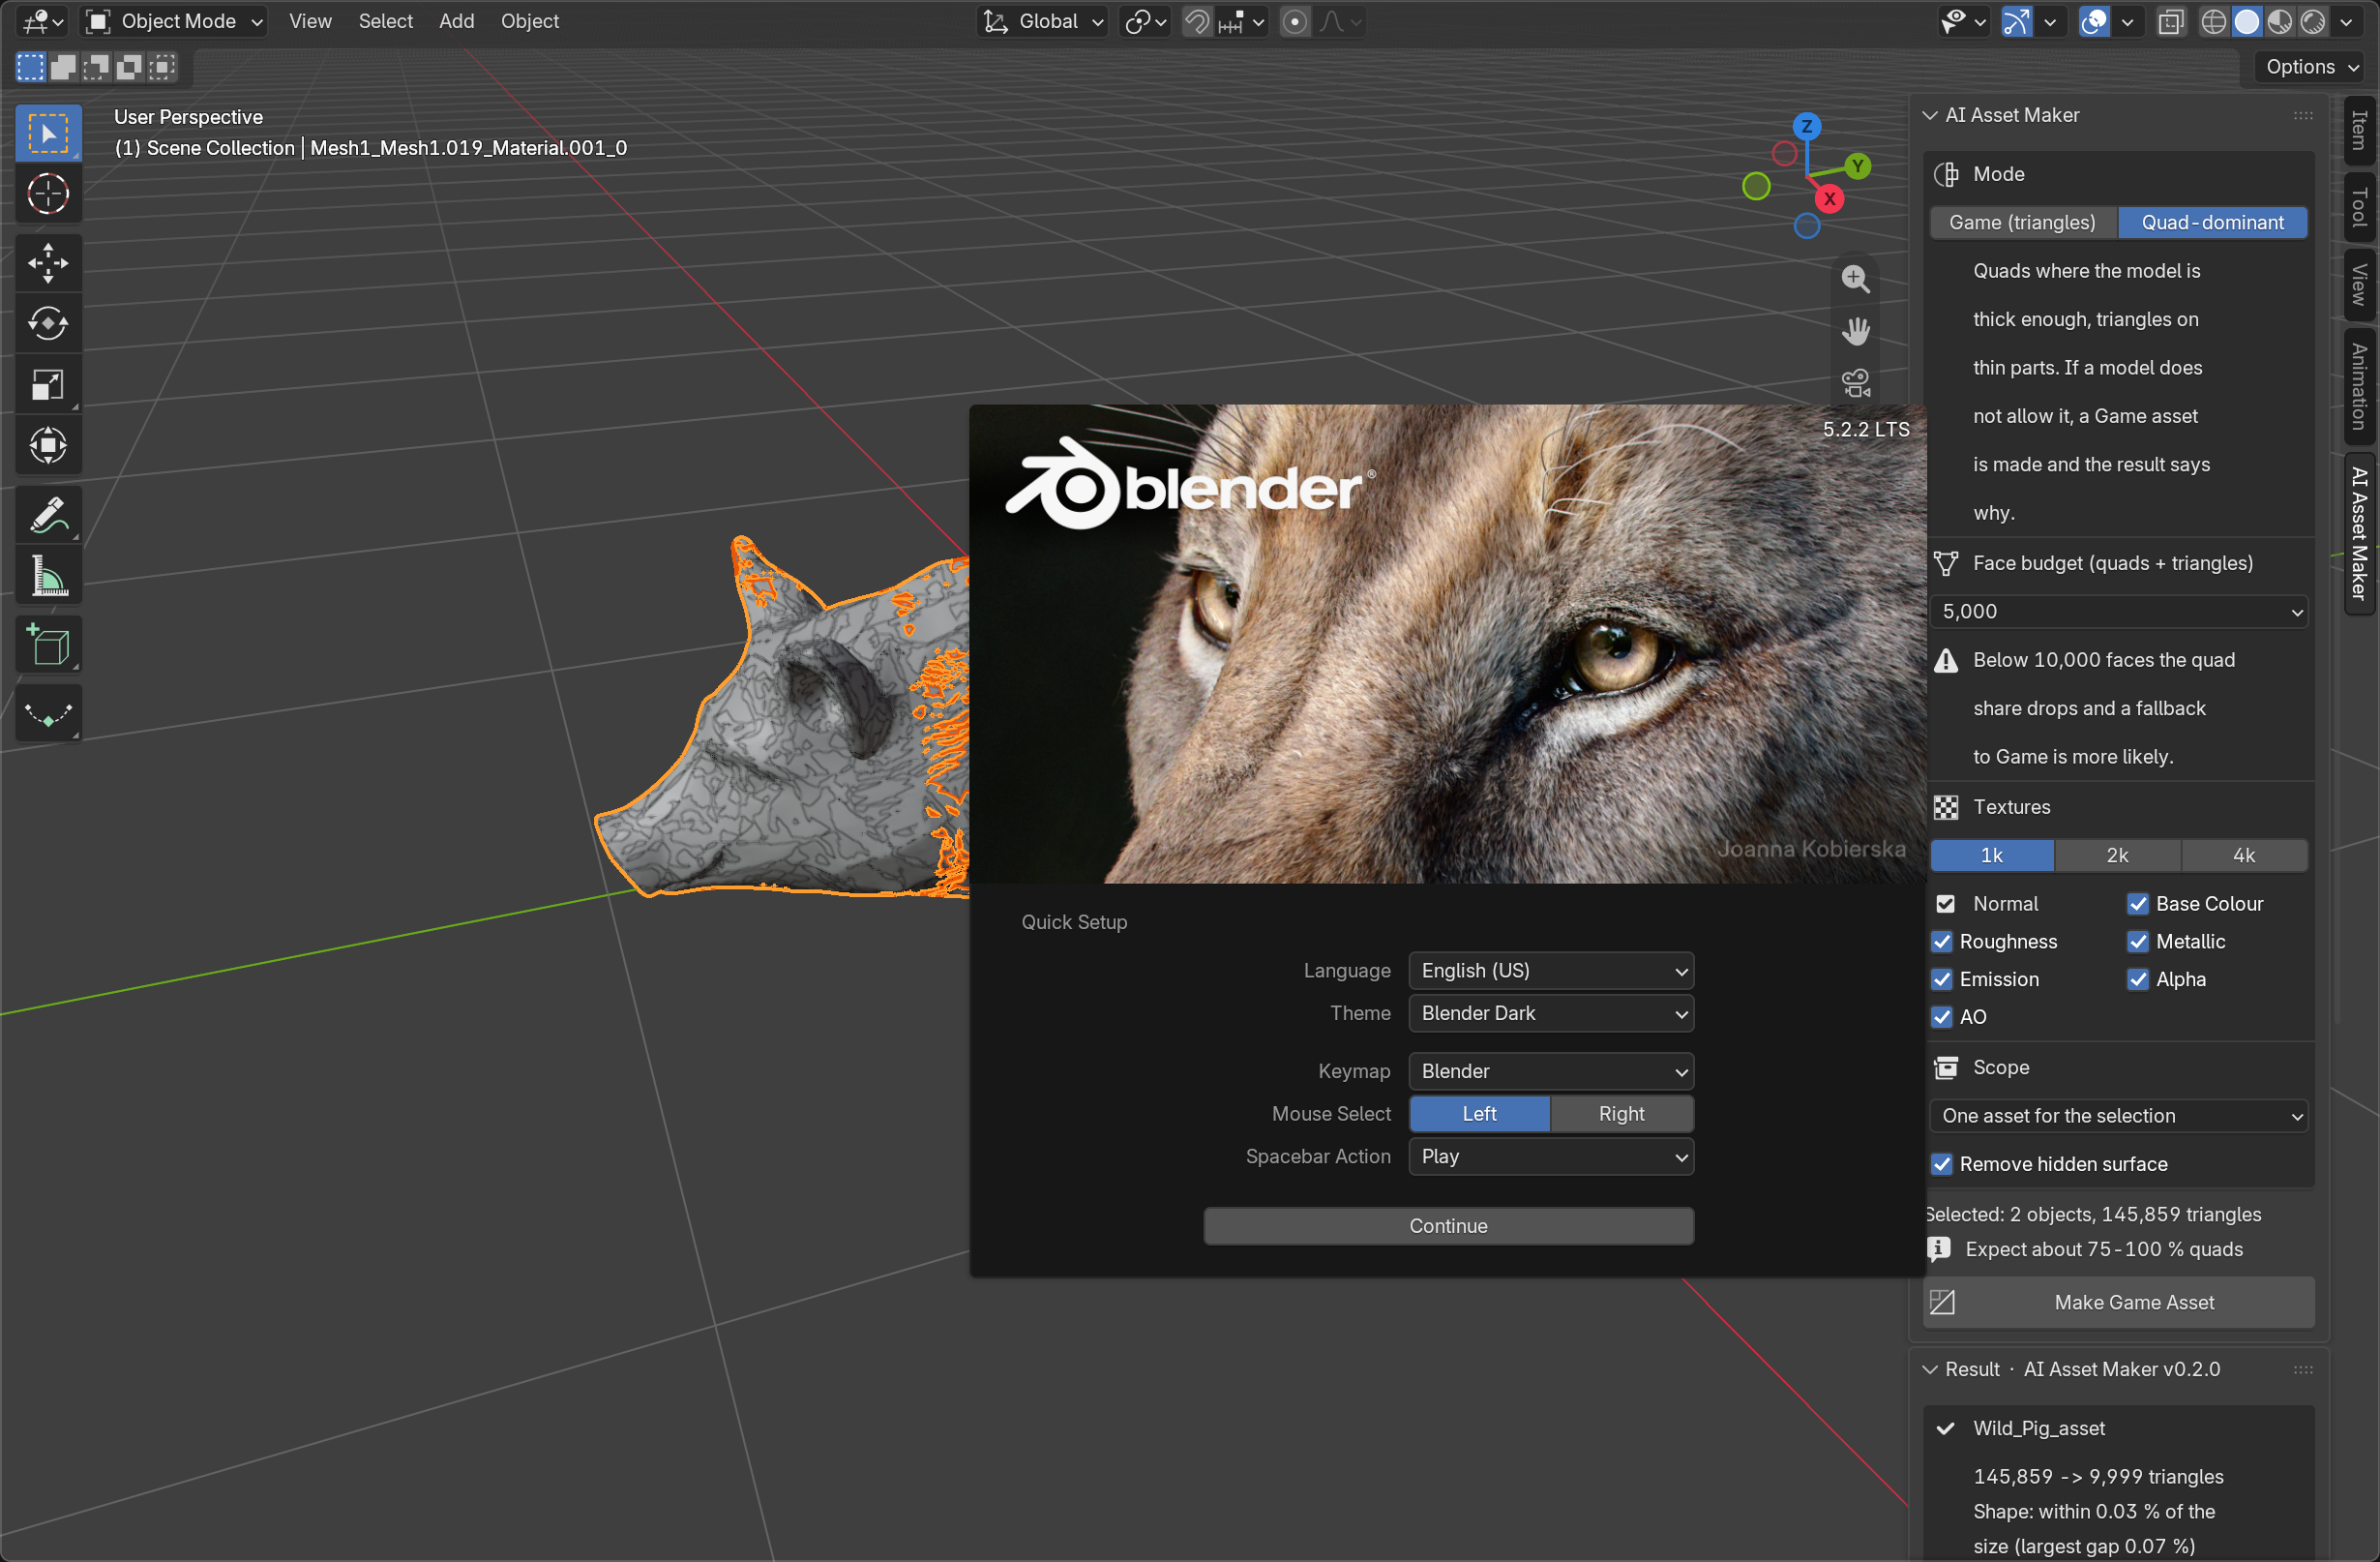 Object Mode
View
Select
Add
Object
Global
Options
User Perspective
(1) Scene Collection | Mesh1_Mesh1.019_Material.001_0
Z
Y
X
Item
Tool
View
Animation
AI Asset Maker
AI Asset Maker
Mode
Game (triangles)
Quad-dominant
Quads where the model is
thick enough, triangles on
thin parts. If a model does
not allow it, a Game asset
is made and the result says
why.
Face budget (quads + triangles)
5,000
Below 10,000 faces the quad
share drops and a fallback
to Game is more likely.
Textures
1k
2k
4k
Normal
Base Colour
Roughness
Metallic
Emission
Alpha
AO
Scope
One asset for the selection
Remove hidden surface
Selected: 2 objects, 145,859 triangles
Expect about 75-100 % quads
Make Game Asset
Result · AI Asset Maker v0.2.0
Wild_Pig_asset
145,859 -> 9,999 triangles
Shape: within 0.03 % of the
size (largest gap 0.07 %)
5.2.2 LTS
blender®
Joanna Kobierska
Quick Setup
Language
English (US)
Theme
Blender Dark
Keymap
Blender
Mouse Select
Left
Right
Spacebar Action
Play
Continue